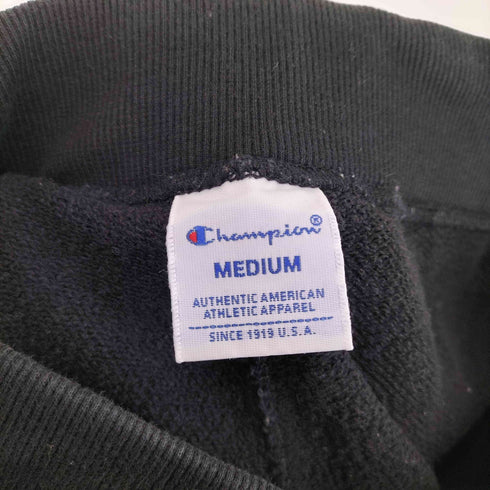 Champion®
MEDIUM
AUTHENTIC AMERICAN
ATHLETIC APPAREL
SINCE 1919 U.S.A.